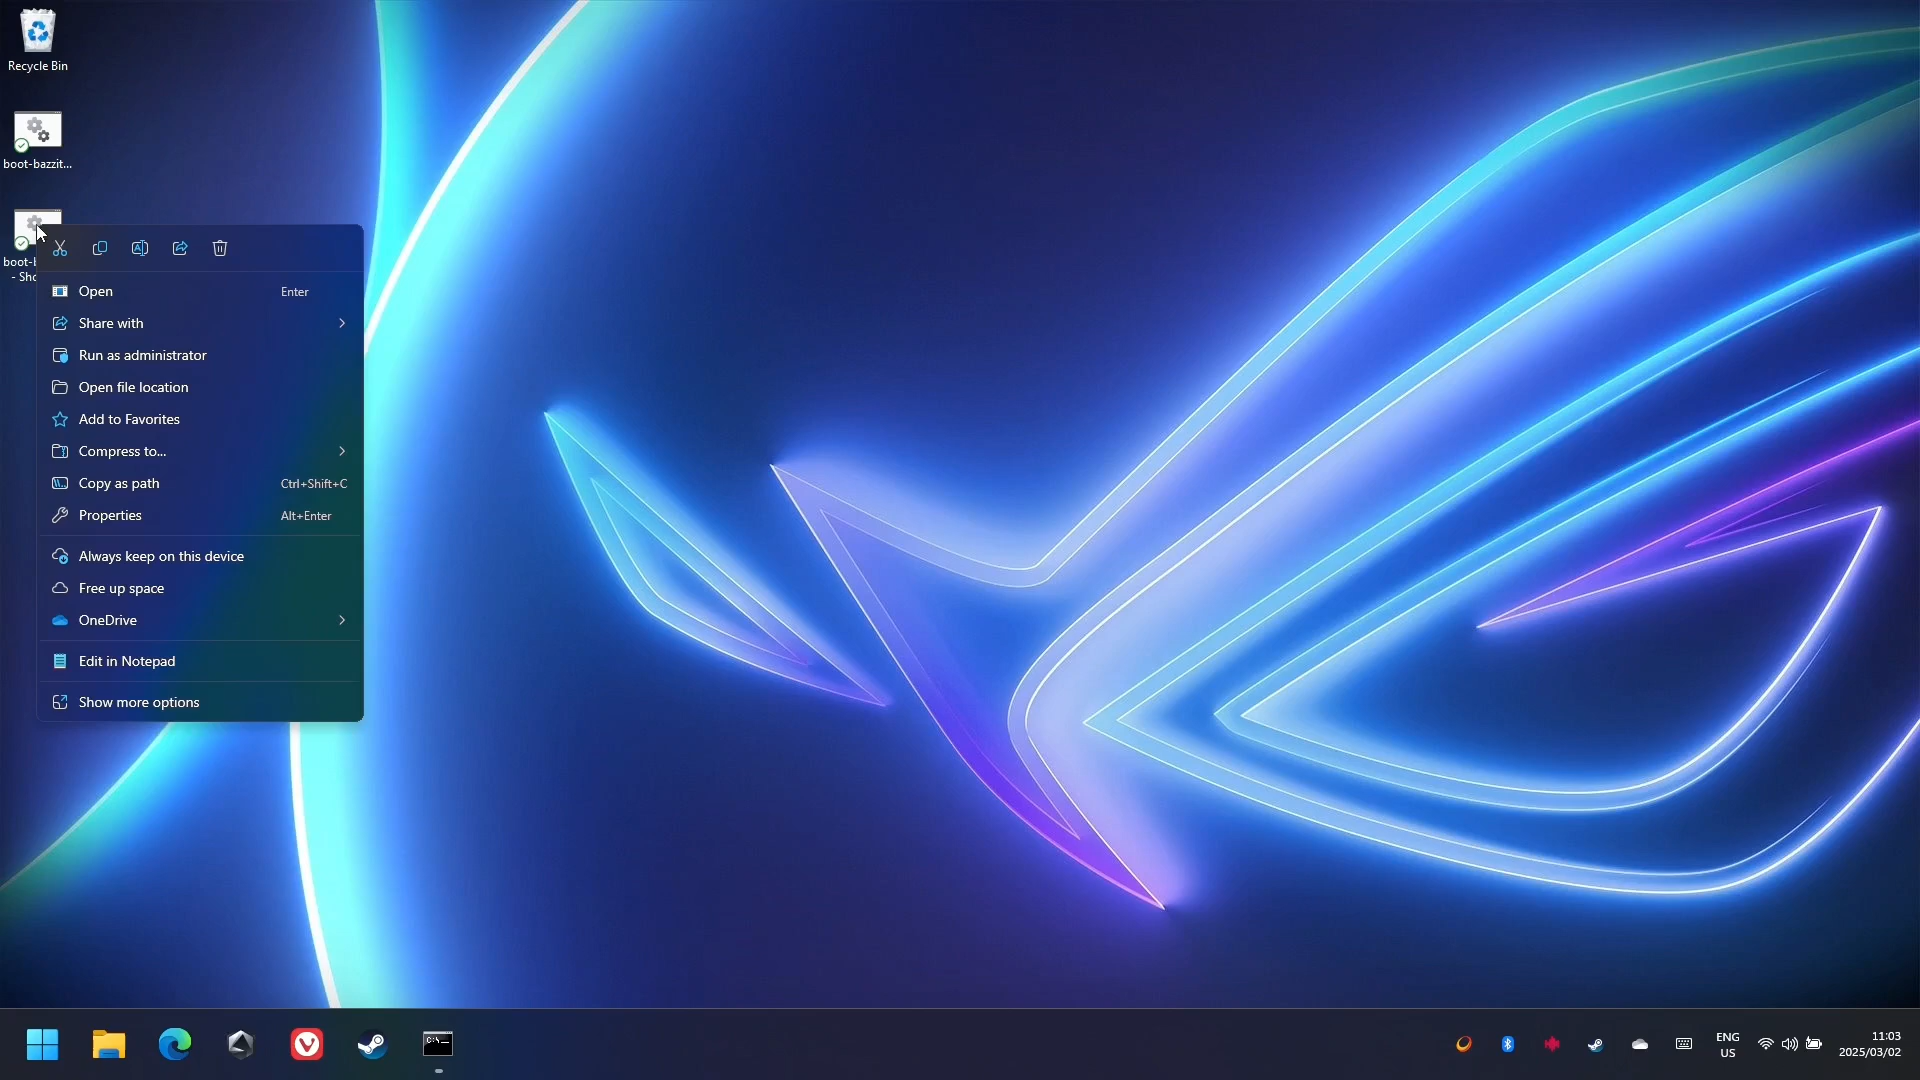 Recycle Bin
boot-bazzit...
boot-b
- Sho
Open Enter
Share with
Run as administrator
Open file location
Add to Favorites
Compress to...
Copy as path Ctrl+Shift+C
Properties Alt+Enter
Always keep on this device
Free up space
OneDrive
Edit in Notepad
Show more options
ENG
US
11:03
2025/03/02